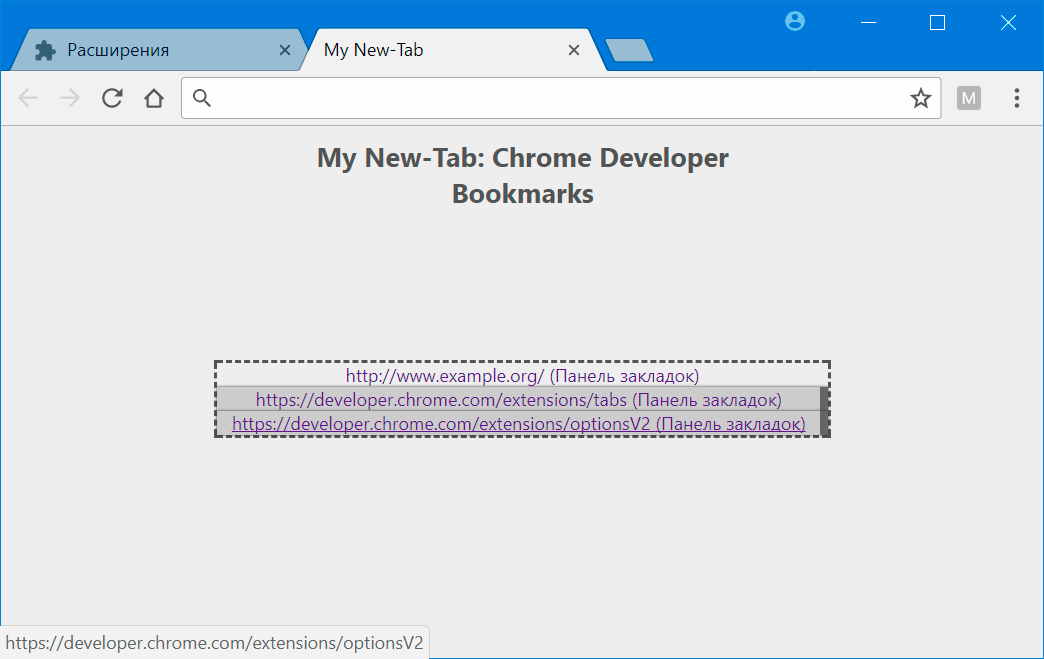 Расширения
My New-Tab
M
My New-Tab: Chrome Developer
Bookmarks
http://www.example.org/ (Панель закладок)
https://developer.chrome.com/extensions/tabs (Панель закладок)
https://developer.chrome.com/extensions/optionsV2 (Панель закладок)
https://developer.chrome.com/extensions/optionsV2